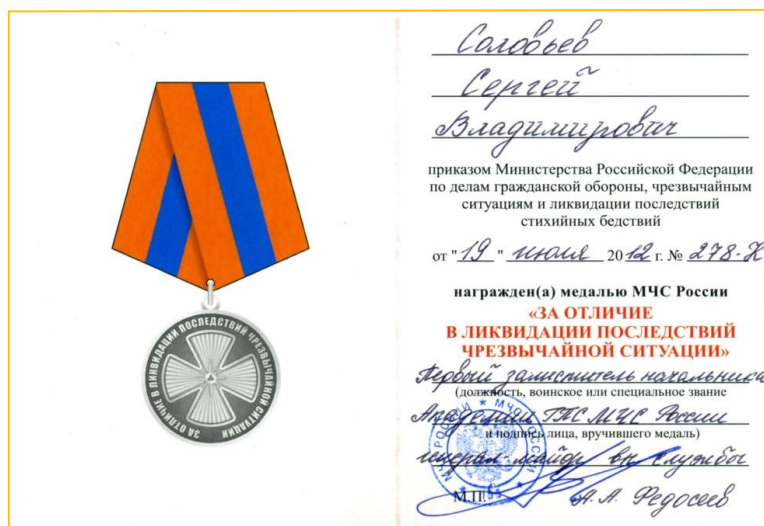 ЗА ОТЛИЧИЕ В ЛИКВИДАЦИИ ПОСЛЕДСТВИЙ ЧРЕЗВЫЧАЙНОЙ СИТУАЦИИ
Соловьев
Сергей
Владимирович
приказом Министерства Российской Федерации
по делам гражданской обороны, чрезвычайным
ситуациям и ликвидации последствий
стихийных бедствий
от "19" июля 2012 г. № 278-К
награжден(а) медалью МЧС России
«ЗА ОТЛИЧИЕ
В ЛИКВИДАЦИИ ПОСЛЕДСТВИЙ
ЧРЕЗВЫЧАЙНОЙ СИТУАЦИИ»
Первый заместитель начальника
(должность, воинское или специальное звание
Академии ГПС МЧС России
и подпись лица, вручившего медаль)
генерал-майор вн службы
М.П.
А.А. Федосеев